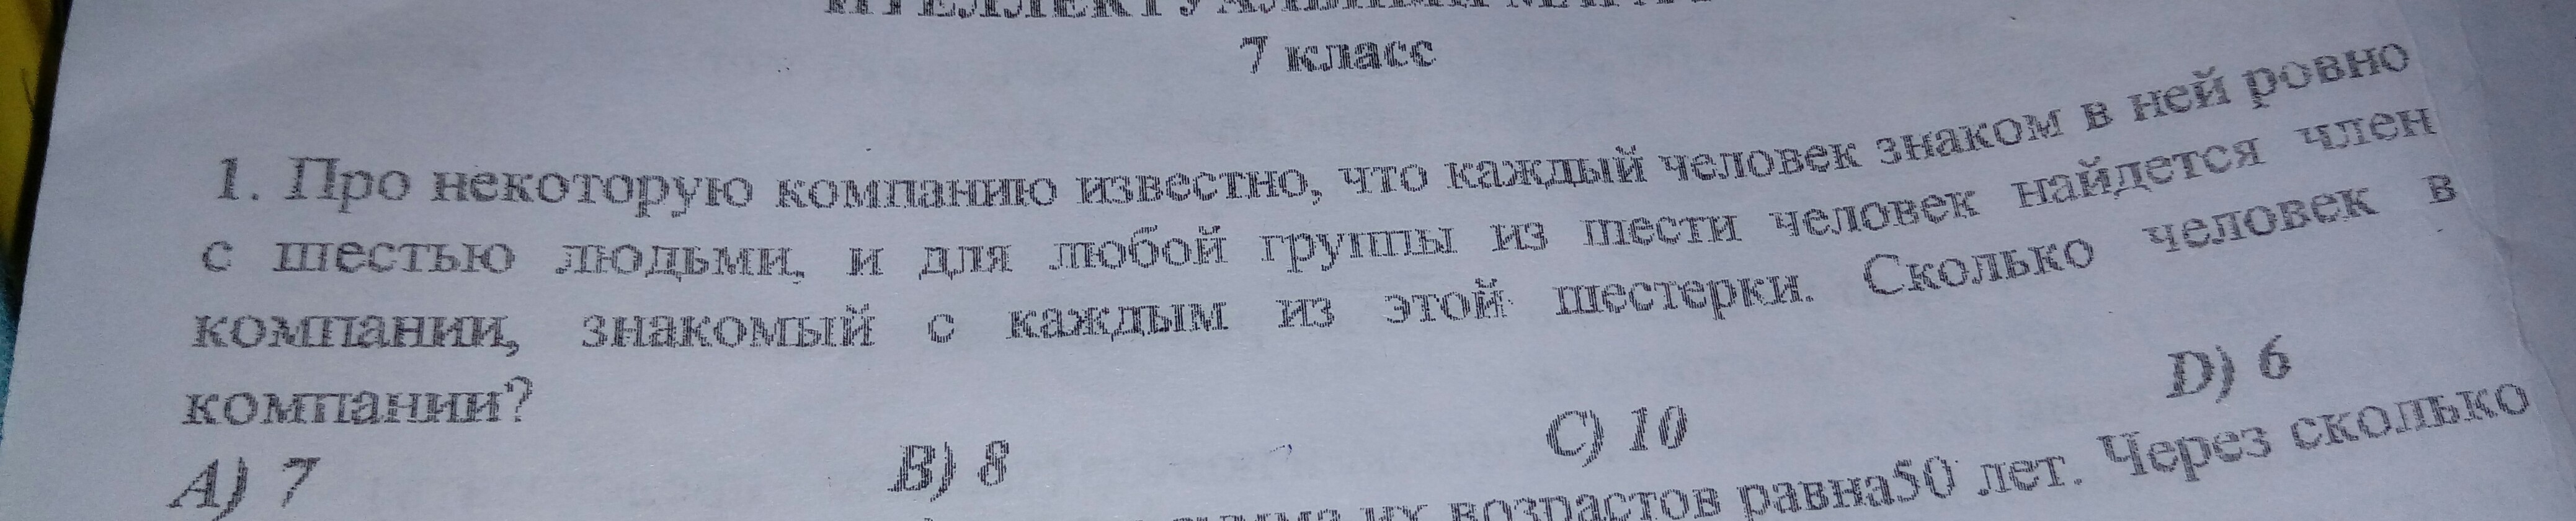 7 класс
1. Про некоторую компанию известно, что каждый человек знаком в ней ровно
с шестью людьми, и для любой группы из шести человек найдется член
компании, знакомый с каждым из этой шестерки. Сколько человек в
компании?
A) 7 B) 8 C) 10 D) 6
их возрастов равна50 лет. Через сколько